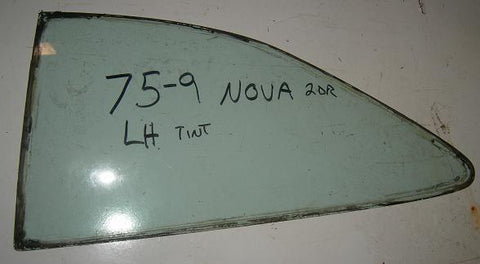 75-9 NOVA 2DR
LH TINT